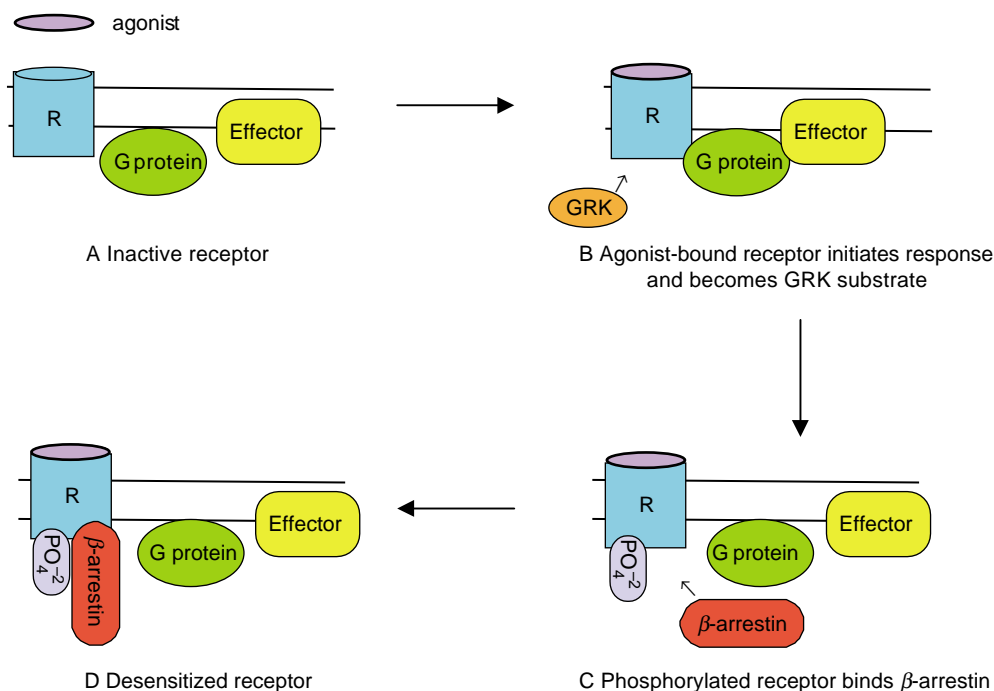 agonist
R
G protein
Effector
A Inactive receptor
R
G protein
Effector
GRK
B Agonist-bound receptor initiates response
and becomes GRK substrate
R
PO₄⁻²
β-arrestin
G protein
Effector
D Desensitized receptor
R
PO₄⁻²
G protein
Effector
β-arrestin
C Phosphorylated receptor binds β-arrestin